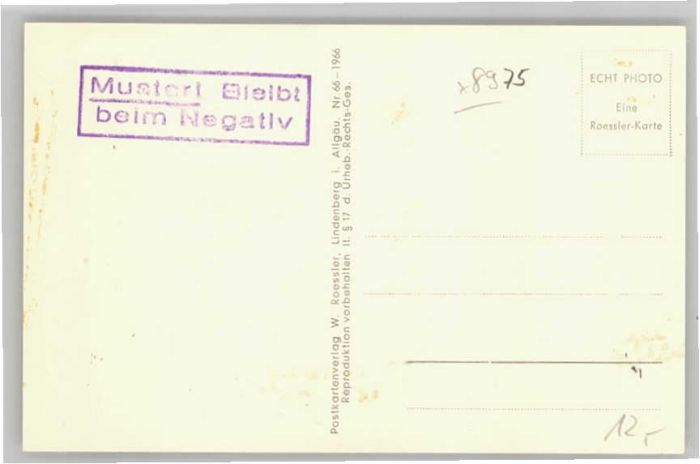 Muster! Bleibt
beim Negativ
Postkartenverlag W. Roessler, Lindenberg i. Allgäu, Nr. 66 – 1966
Reproduktion vorbehalten lt. § 17 d. Urheb.-Rechts-Ges.
8975
ECHT PHOTO
Eine
Roessler-Karte
12,-